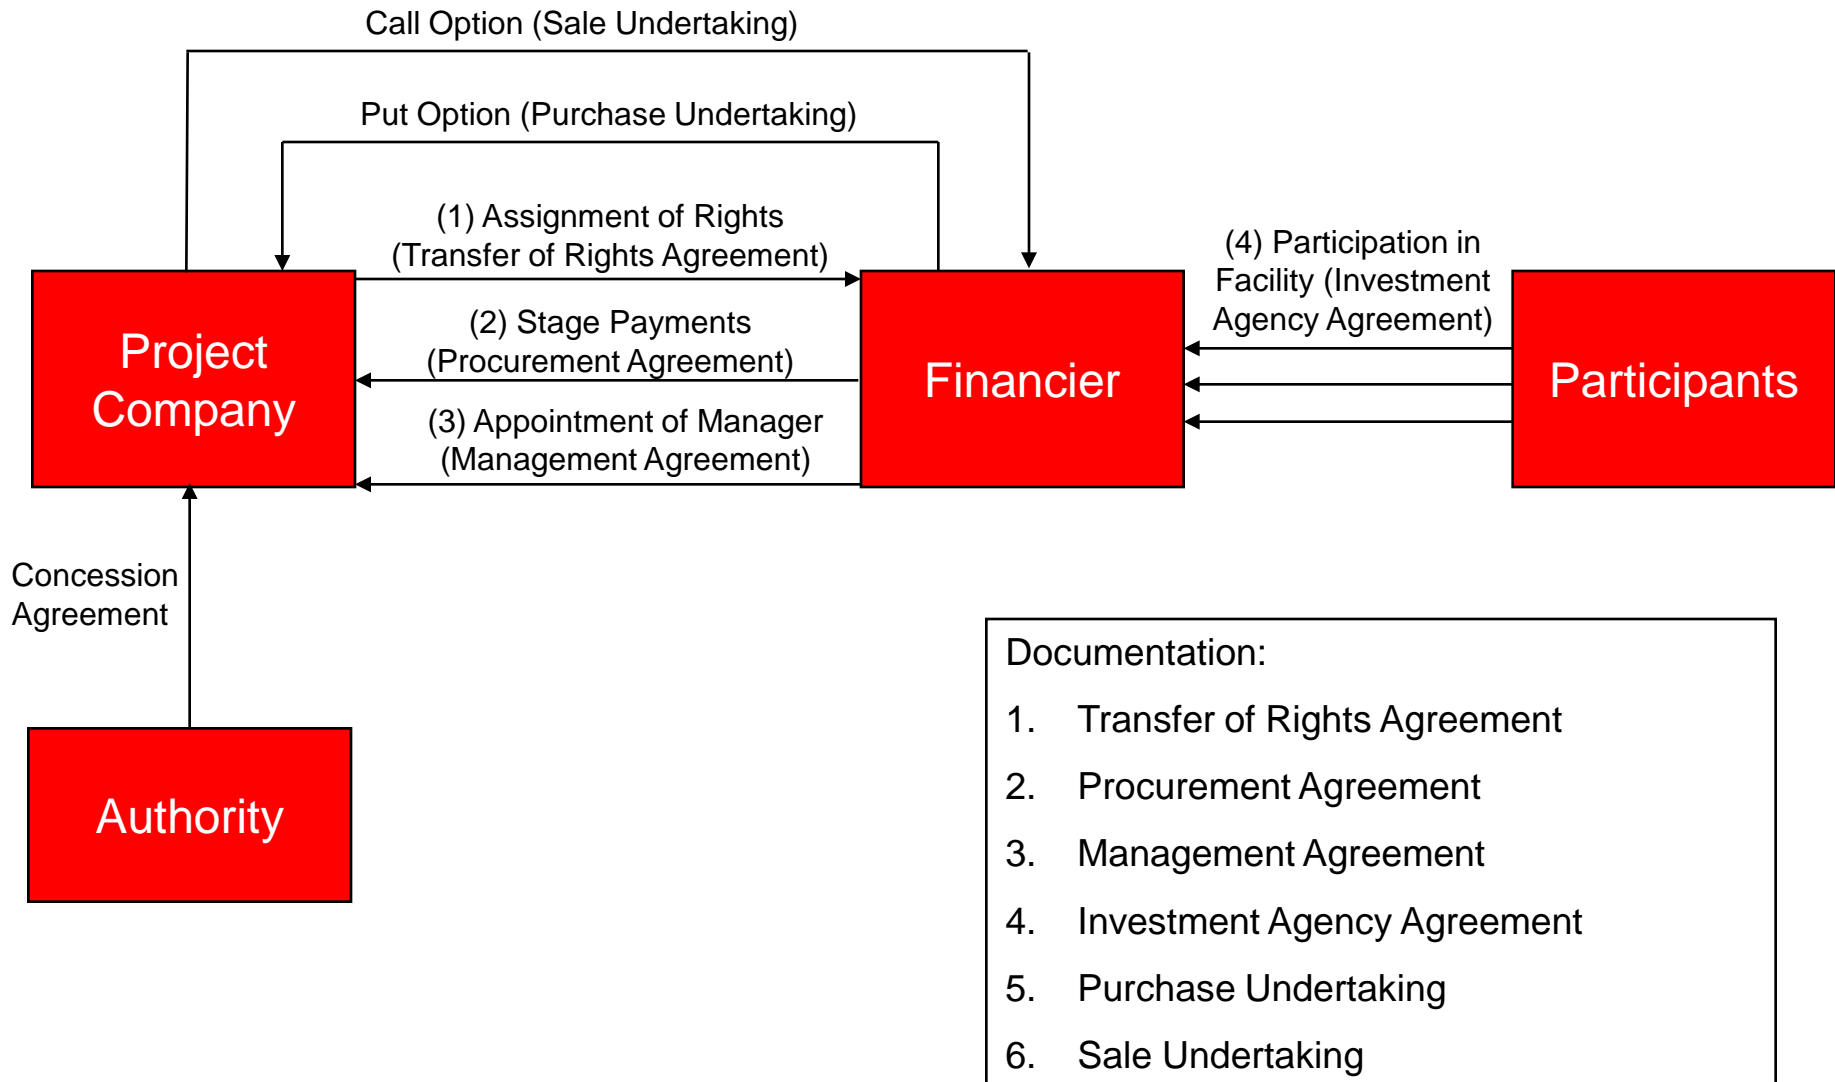 Call Option (Sale Undertaking)
Put Option (Purchase Undertaking)
(1) Assignment of Rights
(Transfer of Rights Agreement)
(2) Stage Payments
(Procurement Agreement)
(3) Appointment of Manager
(Management Agreement)
(4) Participation in
Facility (Investment
Agency Agreement)
Project
Company
Financier
Participants
Concession
Agreement
Authority
Documentation:
1. Transfer of Rights Agreement
2. Procurement Agreement
3. Management Agreement
4. Investment Agency Agreement
5. Purchase Undertaking
6. Sale Undertaking